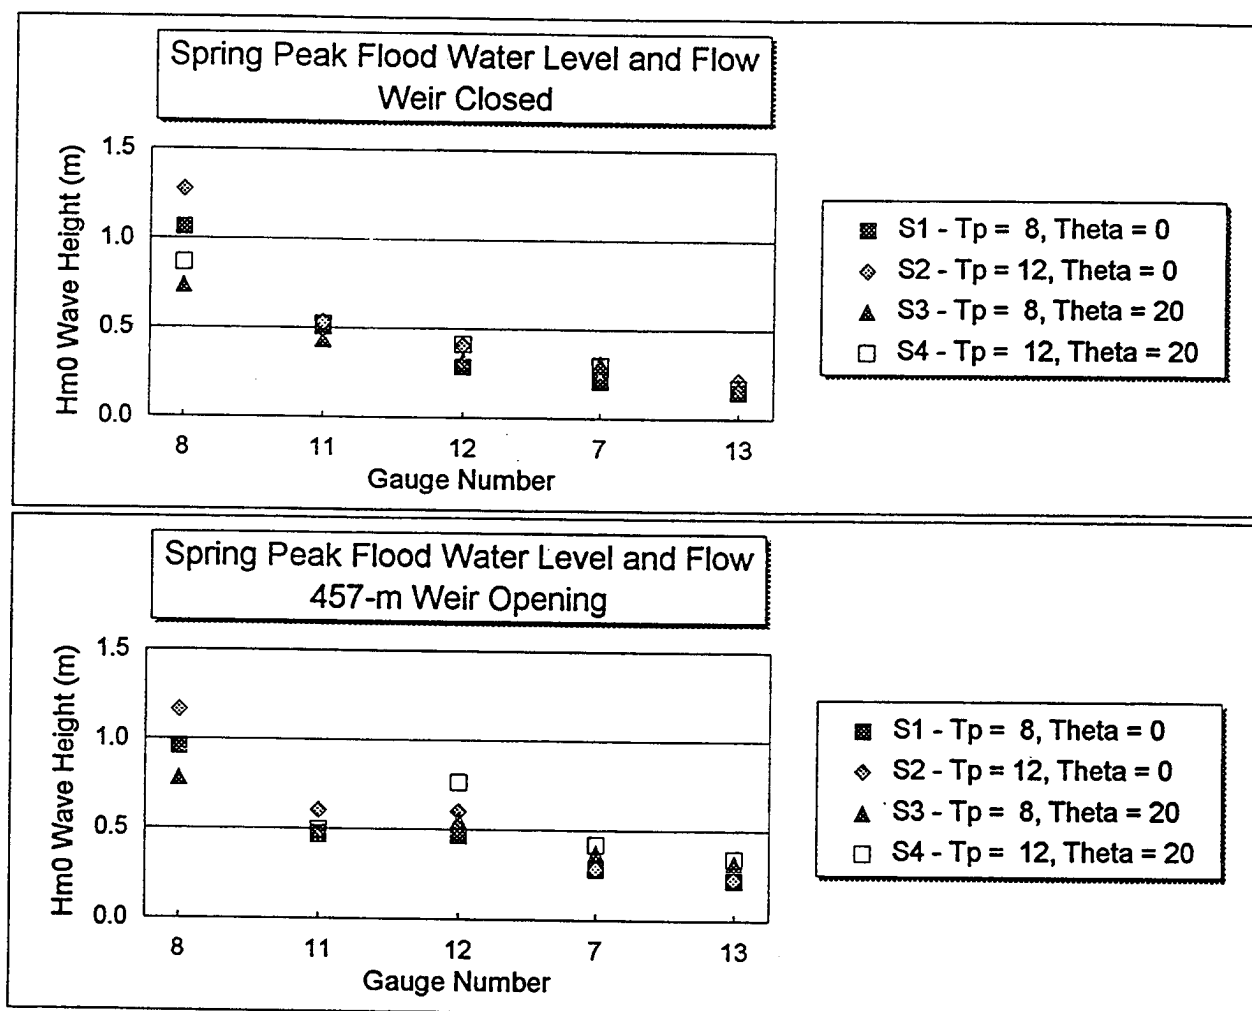 Spring Peak Flood Water Level and Flow
Weir Closed
Hm0 Wave Height (m)
1.5
1.0
0.5
0.0
8 11 12 7 13
Gauge Number
S1 - Tp = 8, Theta = 0
S2 - Tp = 12, Theta = 0
S3 - Tp = 8, Theta = 20
S4 - Tp = 12, Theta = 20
Spring Peak Flood Water Level and Flow
457-m Weir Opening
Hm0 Wave Height (m)
1.5
1.0
0.5
0.0
8 11 12 7 13
Gauge Number
S1 - Tp = 8, Theta = 0
S2 - Tp = 12, Theta = 0
S3 - Tp = 8, Theta = 20
S4 - Tp = 12, Theta = 20